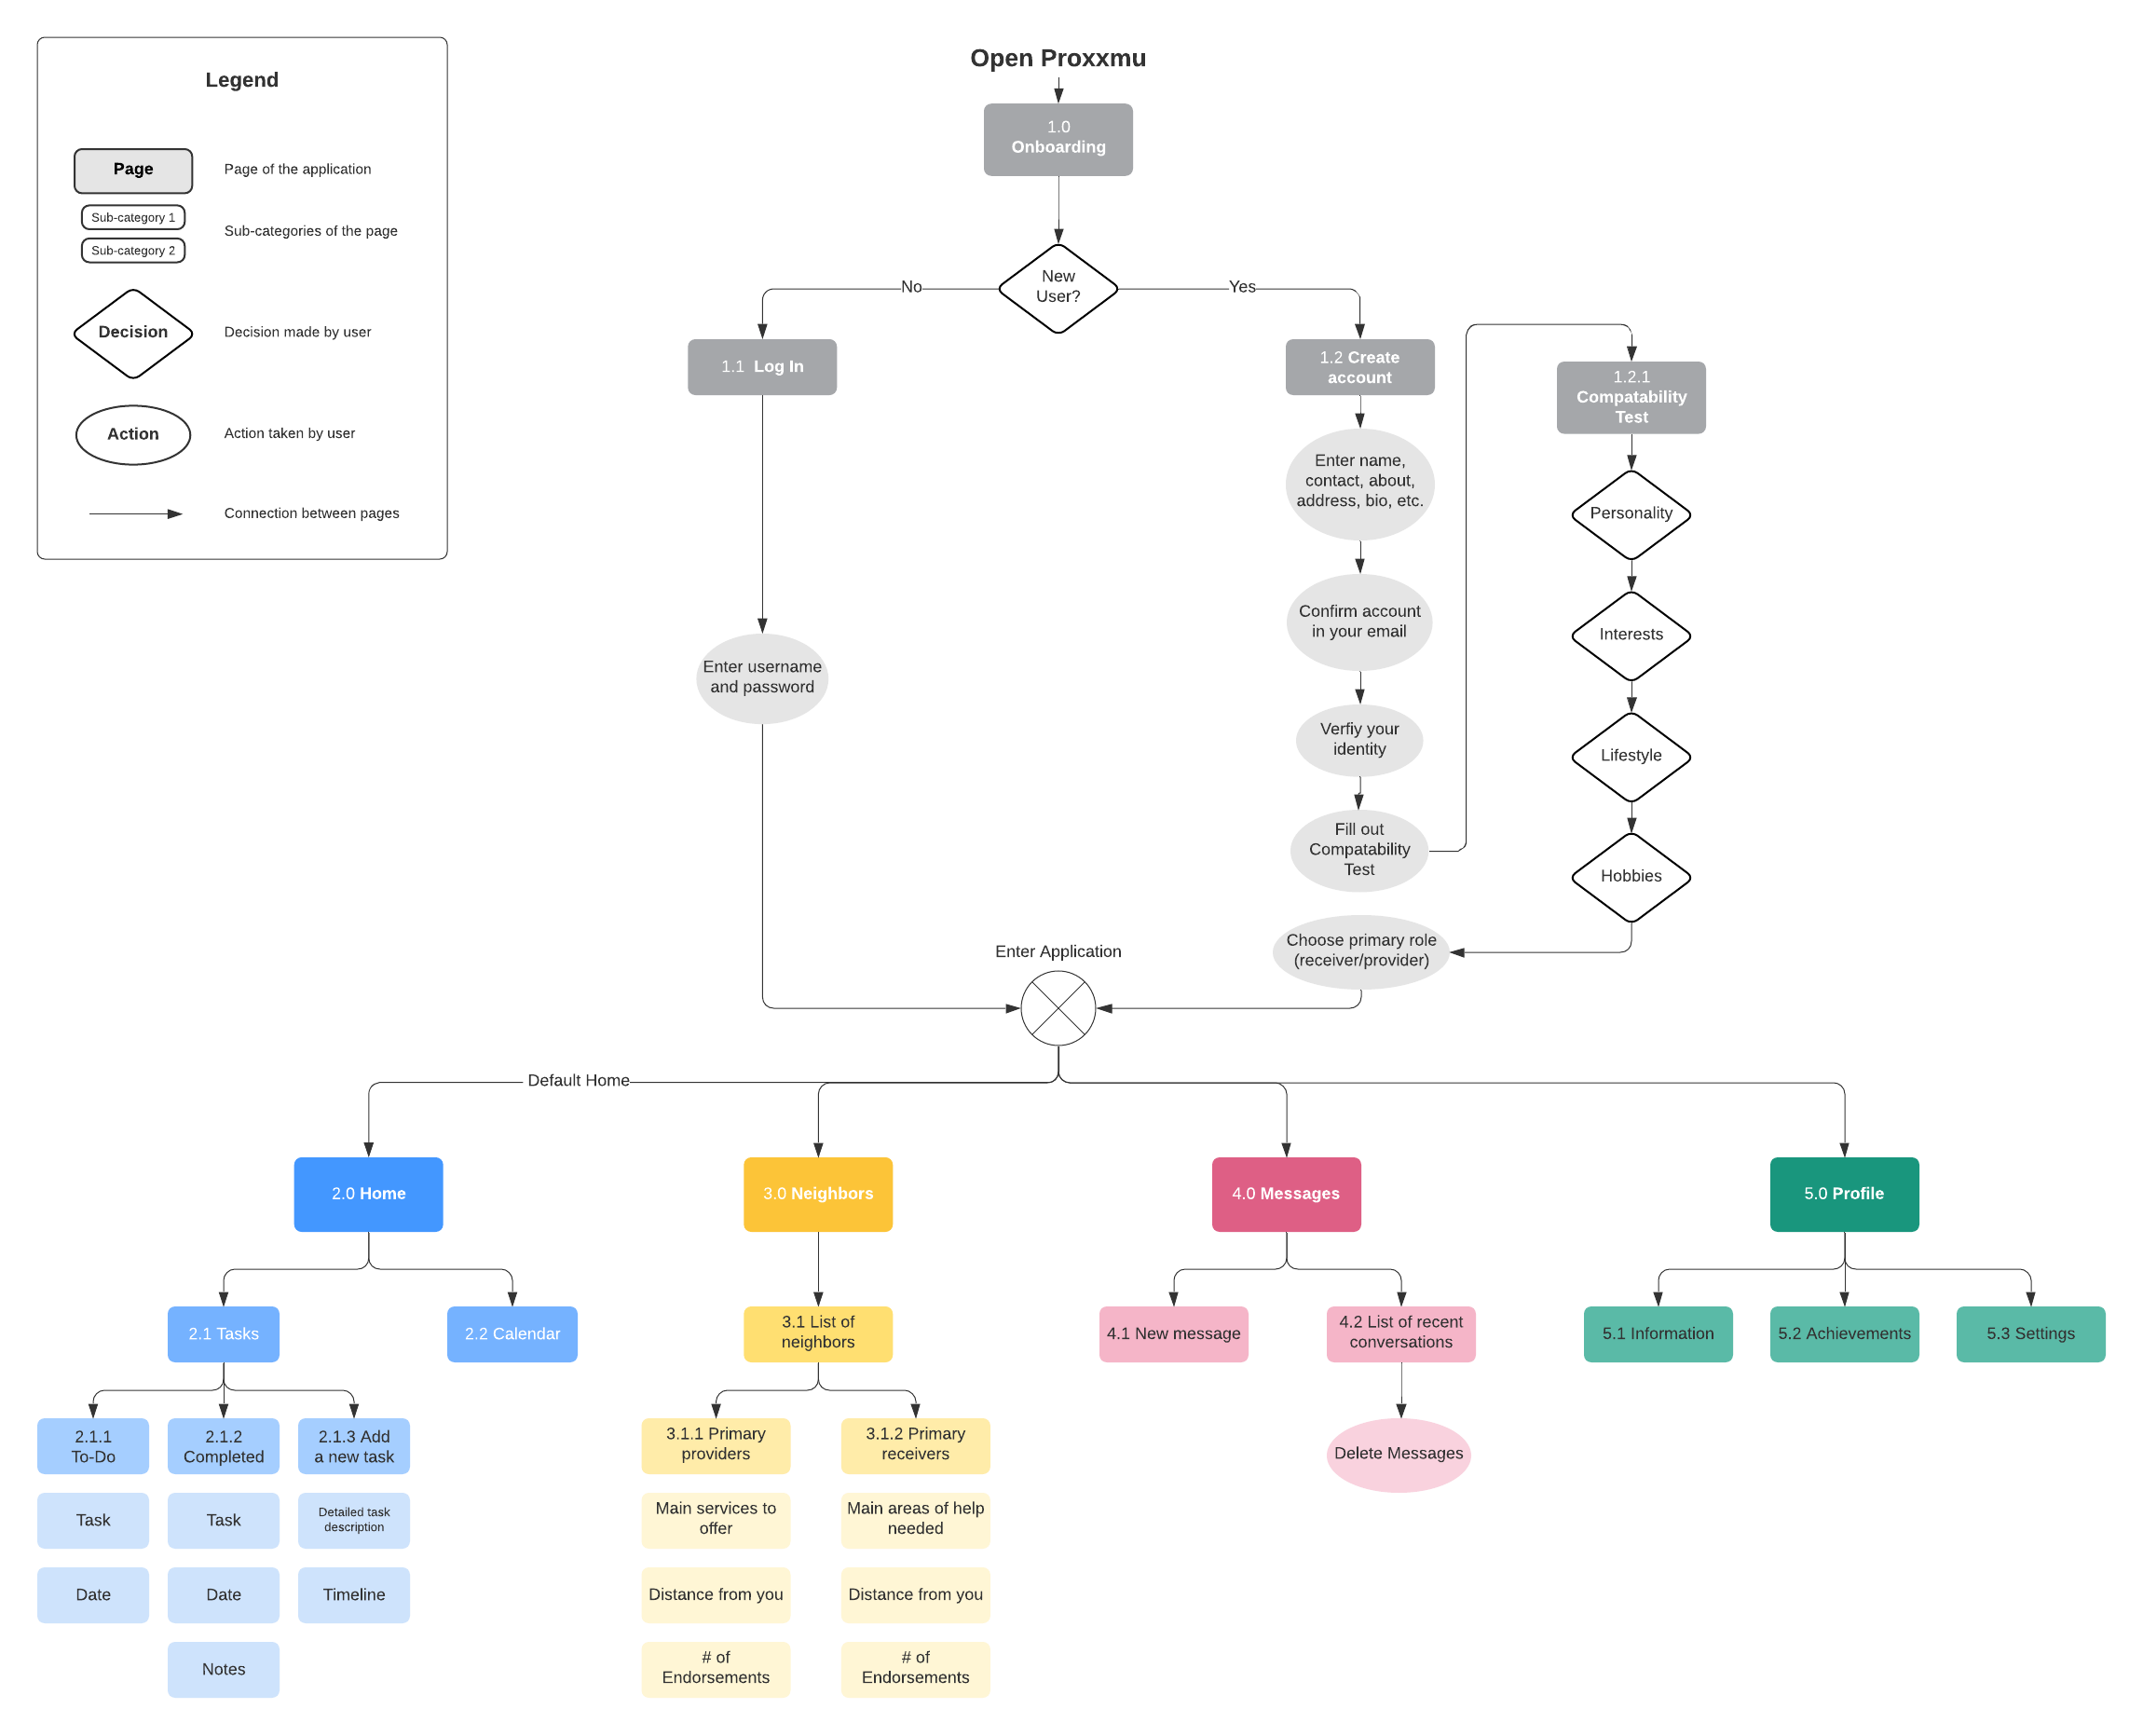 Legend
Page
Page of the application
Sub-category 1
Sub-category 2
Sub-categories of the page
Decision
Decision made by user
Action
Action taken by user
Connection between pages
Open Proxxmu
1.0
Onboarding
New
User?
No
Yes
1.1 Log In
1.2 Create
account
1.2.1
Compatability
Test
Enter name,
contact, about,
address, bio, etc.
Personality
Confirm account
in your email
Interests
Enter username
and password
Verfiy your
identity
Lifestyle
Fill out
Compatability
Test
Hobbies
Choose primary role
(receiver/provider)
Enter Application
Default Home
2.0 Home
3.0 Neighbors
4.0 Messages
5.0 Profile
2.1 Tasks
2.2 Calendar
3.1 List of
neighbors
4.1 New message
4.2 List of recent
conversations
5.1 Information
5.2 Achievements
5.3 Settings
2.1.1
To-Do
2.1.2
Completed
2.1.3 Add
a new task
3.1.1 Primary
providers
3.1.2 Primary
receivers
Delete Messages
Task
Task
Detailed task
description
Main services to
offer
Main areas of help
needed
Date
Date
Timeline
Distance from you
Distance from you
Notes
# of
Endorsements
# of
Endorsements